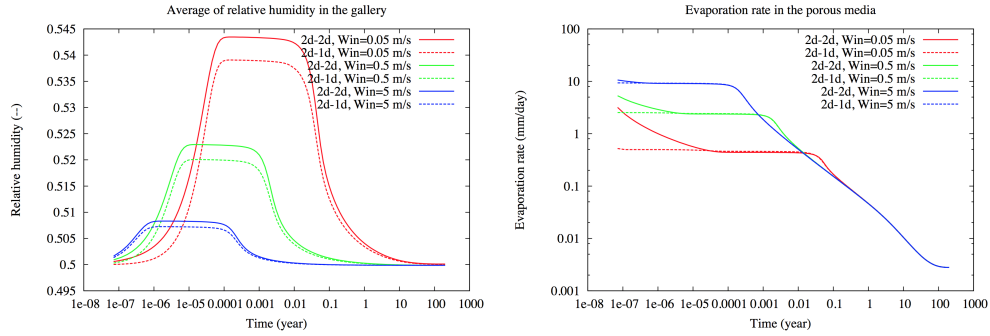 Average of relative humidity in the gallery
0.545
0.54
0.535
0.53
0.525
0.52
0.515
0.51
0.505
0.5
0.495
1e-08 1e-07 1e-06 1e-05 0.0001 0.001 0.01 0.1 1 10 100 1000
Time (year)
Relative humidity (--)
2d-2d, Win=0.05 m/s
2d-1d, Win=0.05 m/s
2d-2d, Win=0.5 m/s
2d-1d, Win=0.5 m/s
2d-2d, Win=5 m/s
2d-1d, Win=5 m/s
Evaporation rate in the porous media
100
10
1
0.1
0.01
0.001
1e-08 1e-07 1e-06 1e-05 0.0001 0.001 0.01 0.1 1 10 100 1000
Time (year)
Evaporation rate (mm/day)
2d-2d, Win=0.05 m/s
2d-1d, Win=0.05 m/s
2d-2d, Win=0.5 m/s
2d-1d, Win=0.5 m/s
2d-2d, Win=5 m/s
2d-1d, Win=5 m/s